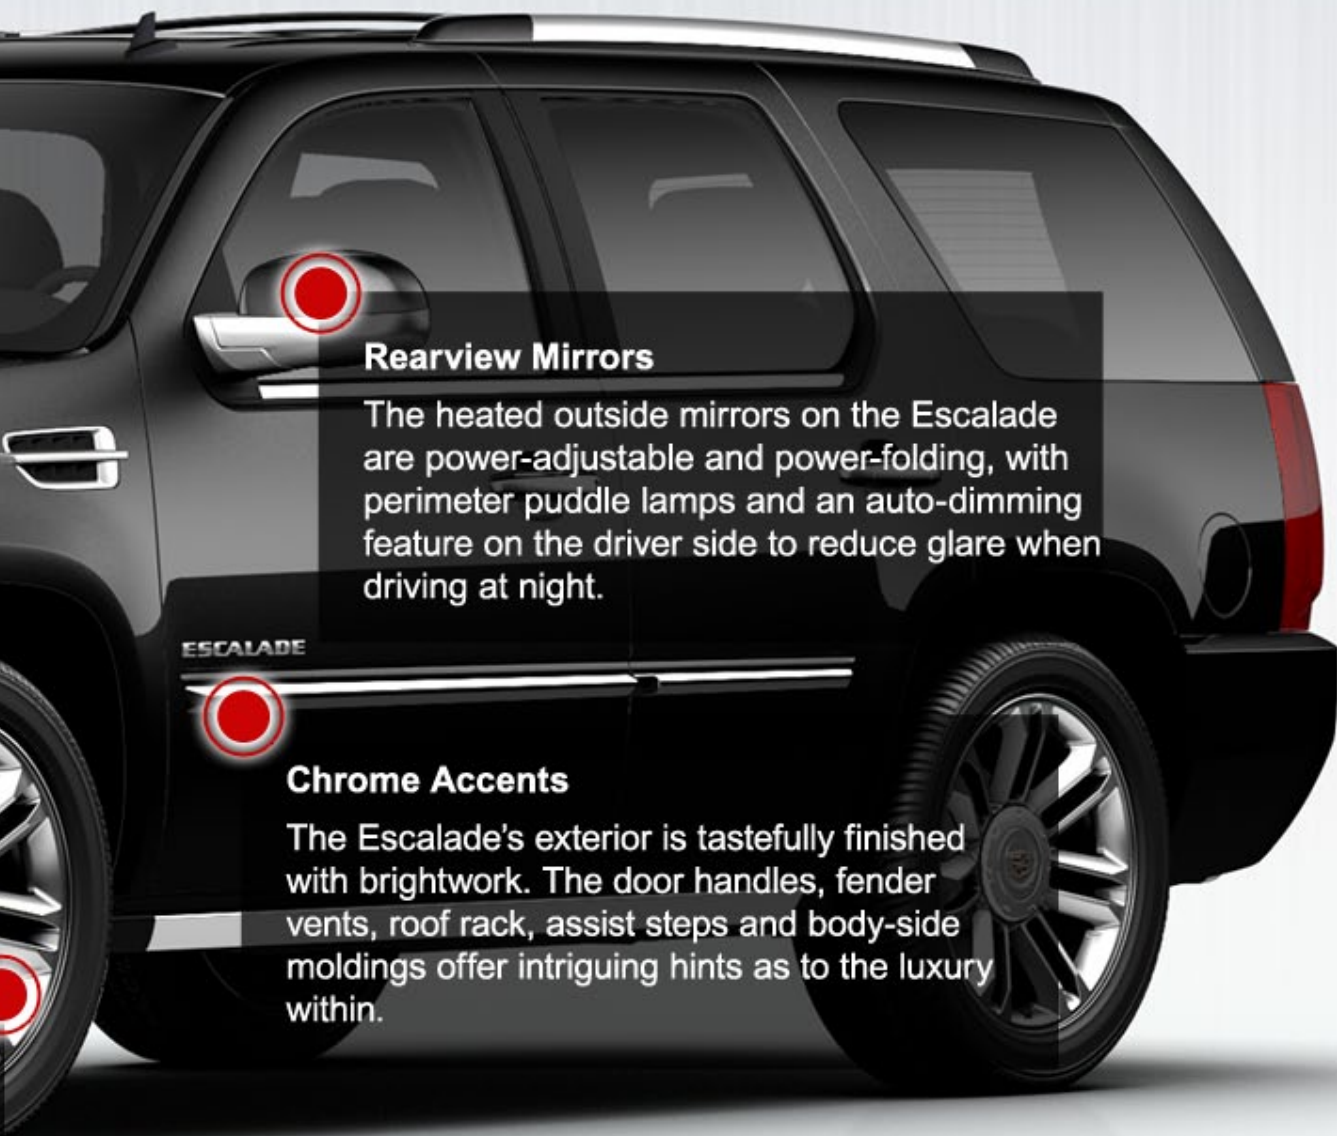 Rearview Mirrors
The heated outside mirrors on the Escalade
are power-adjustable and power-folding, with
perimeter puddle lamps and an auto-dimming
feature on the driver side to reduce glare when
driving at night.
ESCALADE
Chrome Accents
The Escalade's exterior is tastefully finished
with brightwork. The door handles, fender
vents, roof rack, assist steps and body-side
moldings offer intriguing hints as to the luxury
within.